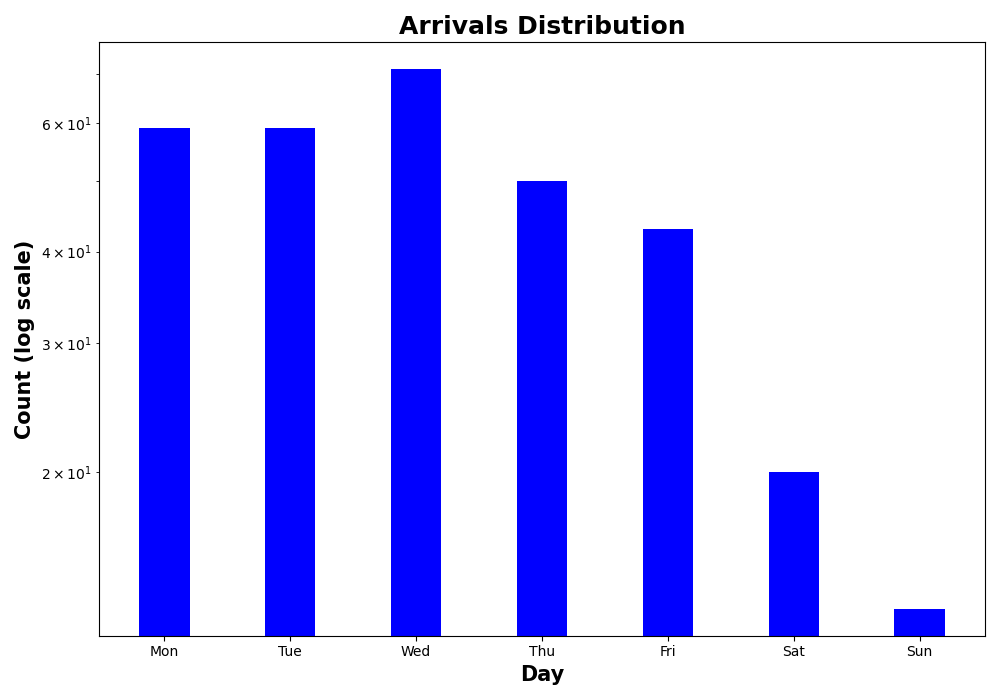 Arrivals Distribution
6 × 10¹
4 × 10¹
3 × 10¹
2 × 10¹
Count (log scale)
Mon Tue Wed Thu Fri Sat Sun
Day